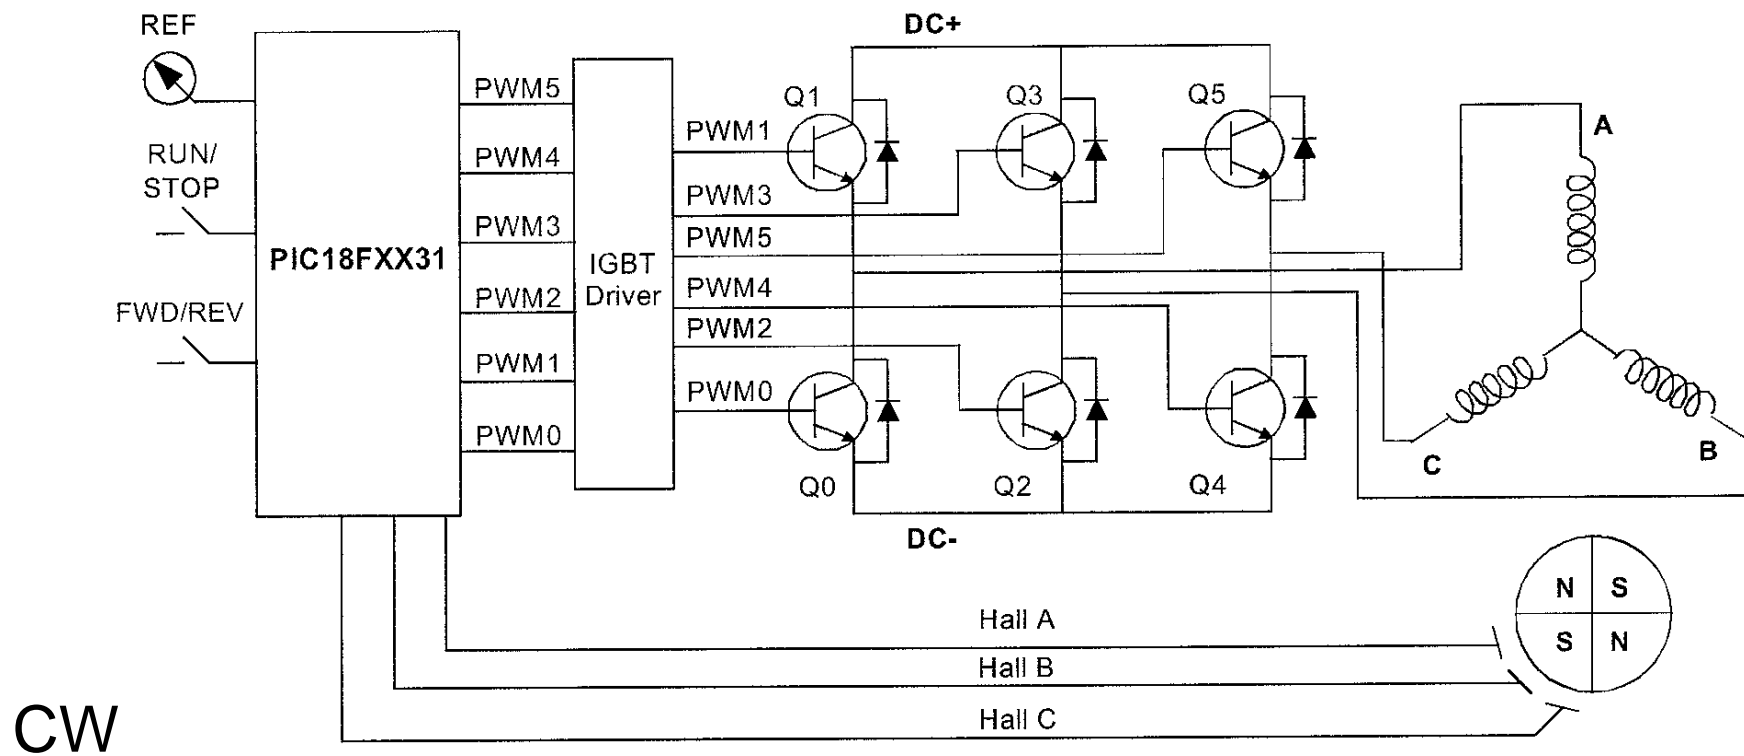 REF
DC+
PWM5
Q1
Q3
Q5
A
PWM1
RUN/
STOP
PWM4
PWM3
PWM3
PWM5
PIC18FXX31
IGBT
Driver
PWM4
FWD/REV
PWM2
PWM2
PWM1
PWM0
PWM0
C
B
Q0
Q2
Q4
DC-
N
S
S
N
Hall A
Hall B
Hall C
CW